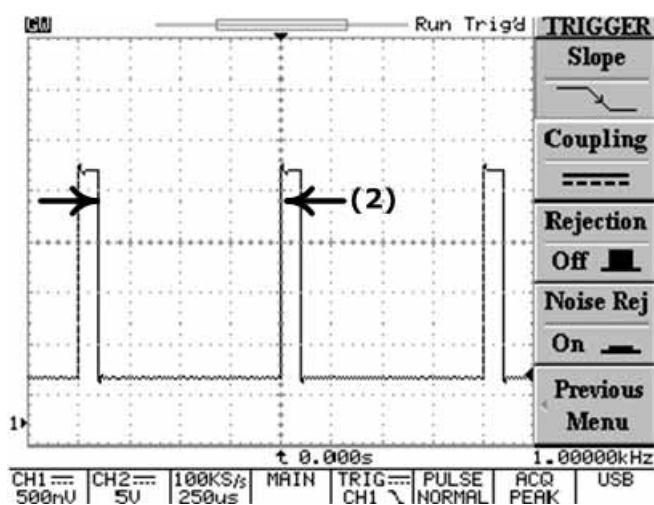 GW Run Trig'd TRIGGER
Slope
Coupling
(2)
Rejection
Off
Noise Rej
On
Previous
Menu
1
t 0.000s 1.00000kHz
CH1 CH2 100KS/s MAIN TRIG PULSE ACQ USB
500mV 5V 250us CH1 NORMAL PEAK